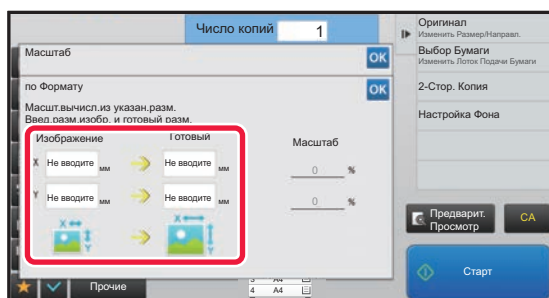 Число копий 1
Масштаб OK
по Формату OK
Масшт.вычисл.из указан.разм.
Введ.разм.изобр. и готовый разм.
Изображение Готовый Масштаб
X Не вводите мм Не вводите мм 0 %
Y Не вводите мм Не вводите мм 0 %
X Y X Y
Прочие
A4
4 A4
Оригинал
Изменить Размер/Направл.
Выбор Бумаги
Изменить Лоток Подачи Бумаги
2-Стор. Копия
Настройка Фона
Предварит.
Просмотр
CA
Старт